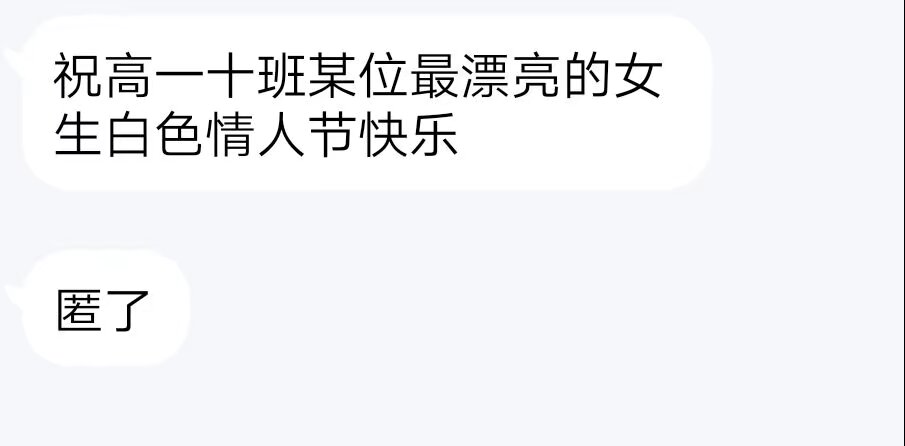 祝高一十班某位最漂亮的女
生白色情人节快乐
匿了